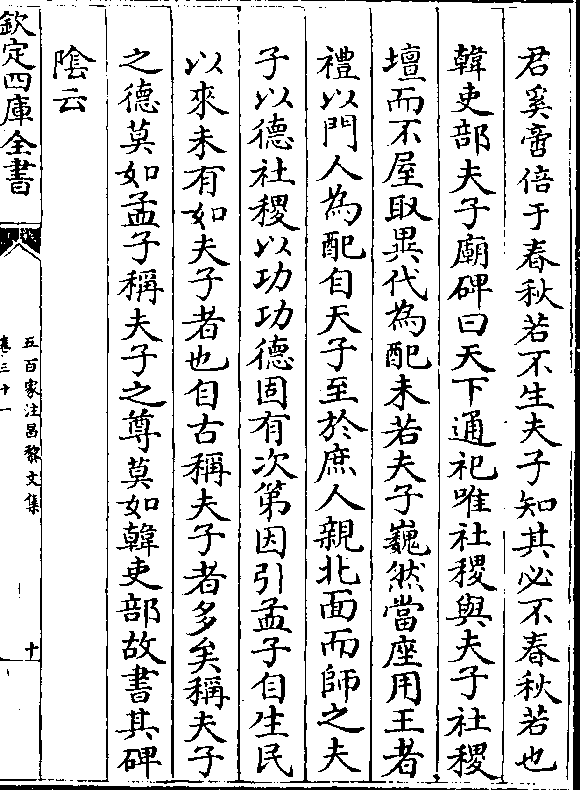 君奚啻倍于春秋若不生夫子知其必不春秋若也
韓吏部夫子廟碑曰天下通祀唯社稷與夫子社稷
壇而不屋取異代為配未若夫子巍然當座用王者
禮以門人為配自天子至於庶人親北面而師之夫
子以德社稷以功功德固有次第因引孟子自生民
以來未有如夫子者也自古稱夫子者多矣稱夫子
之德莫如孟子稱夫子之尊莫如韓吏部故書其碑
陰云
欽定四庫全書
五百家注昌黎文集
卷三十一
十